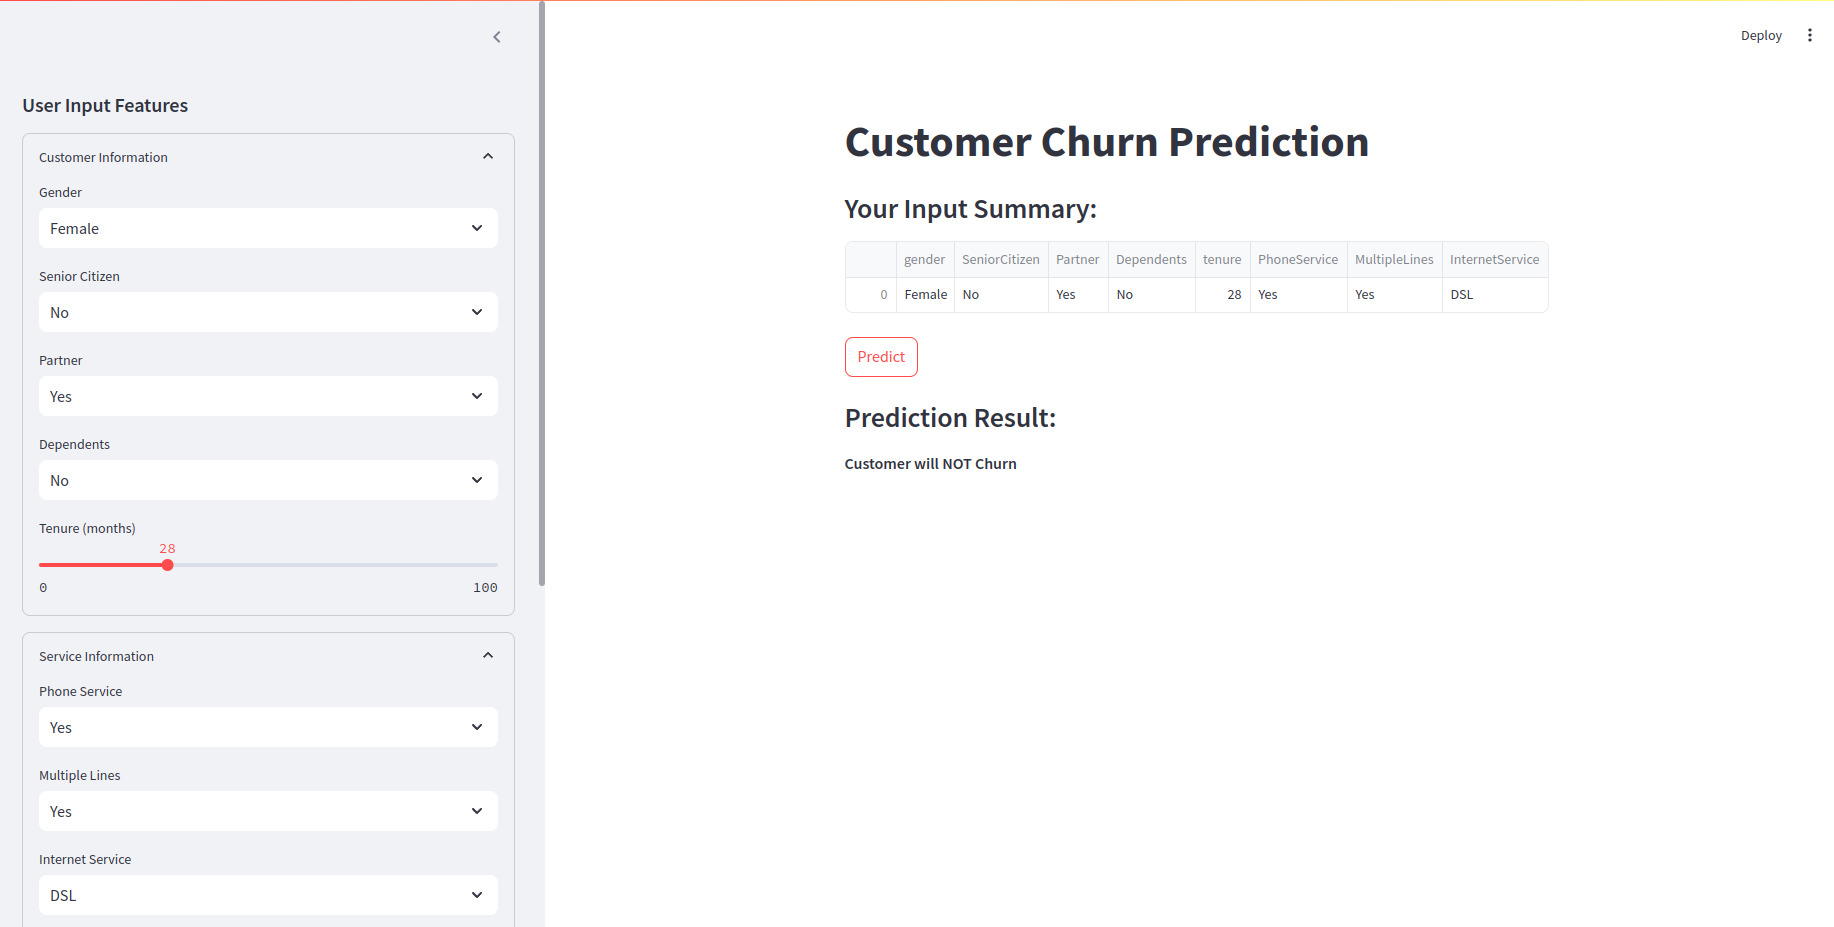 Deploy
User Input Features
Customer Information
Gender
Female
Senior Citizen
No
Partner
Yes
Dependents
No
Tenure (months)
28
0 100
Service Information
Phone Service
Yes
Multiple Lines
Yes
Internet Service
DSL
Customer Churn Prediction
Your Input Summary:
gender SeniorCitizen Partner Dependents tenure PhoneService MultipleLines InternetService
0 Female No Yes No 28 Yes Yes DSL
Predict
Prediction Result:
Customer will NOT Churn